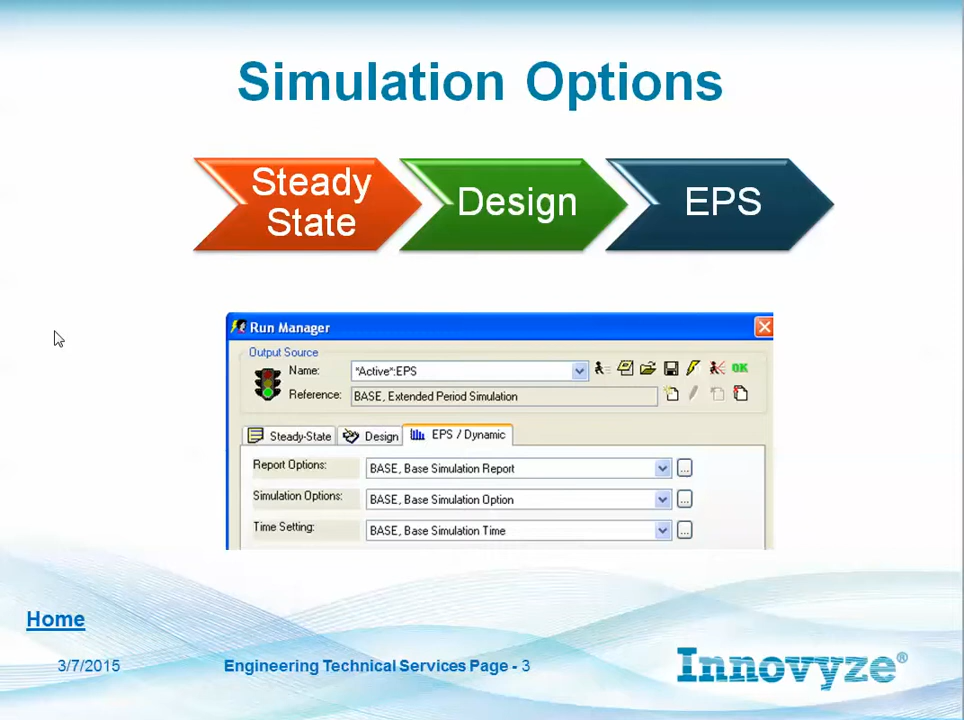 Simulation Options
Steady
State
Design
EPS
Run Manager
Output Source
Name:
*Active*:EPS
OK
Reference:
BASE, Extended Period Simulation
Steady-State
Design
EPS / Dynamic
Report Options:
BASE, Base Simulation Report
...
Simulation Options:
BASE, Base Simulation Option
...
Time Setting:
BASE, Base Simulation Time
...
Home
3/7/2015
Engineering Technical Services Page - 3
Innovyze®